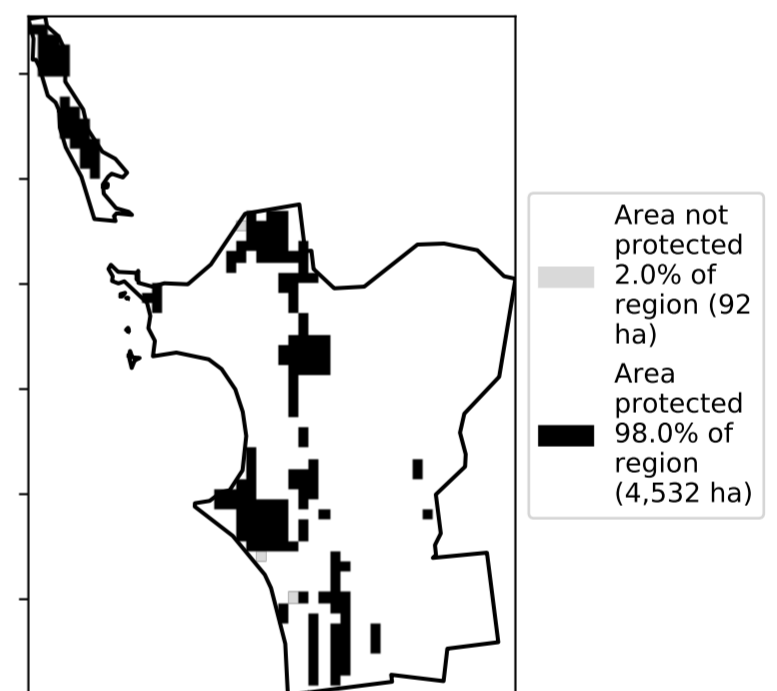 Area not
protected
2.0% of
region (92
ha)
Area
protected
98.0% of
region
(4,532 ha)